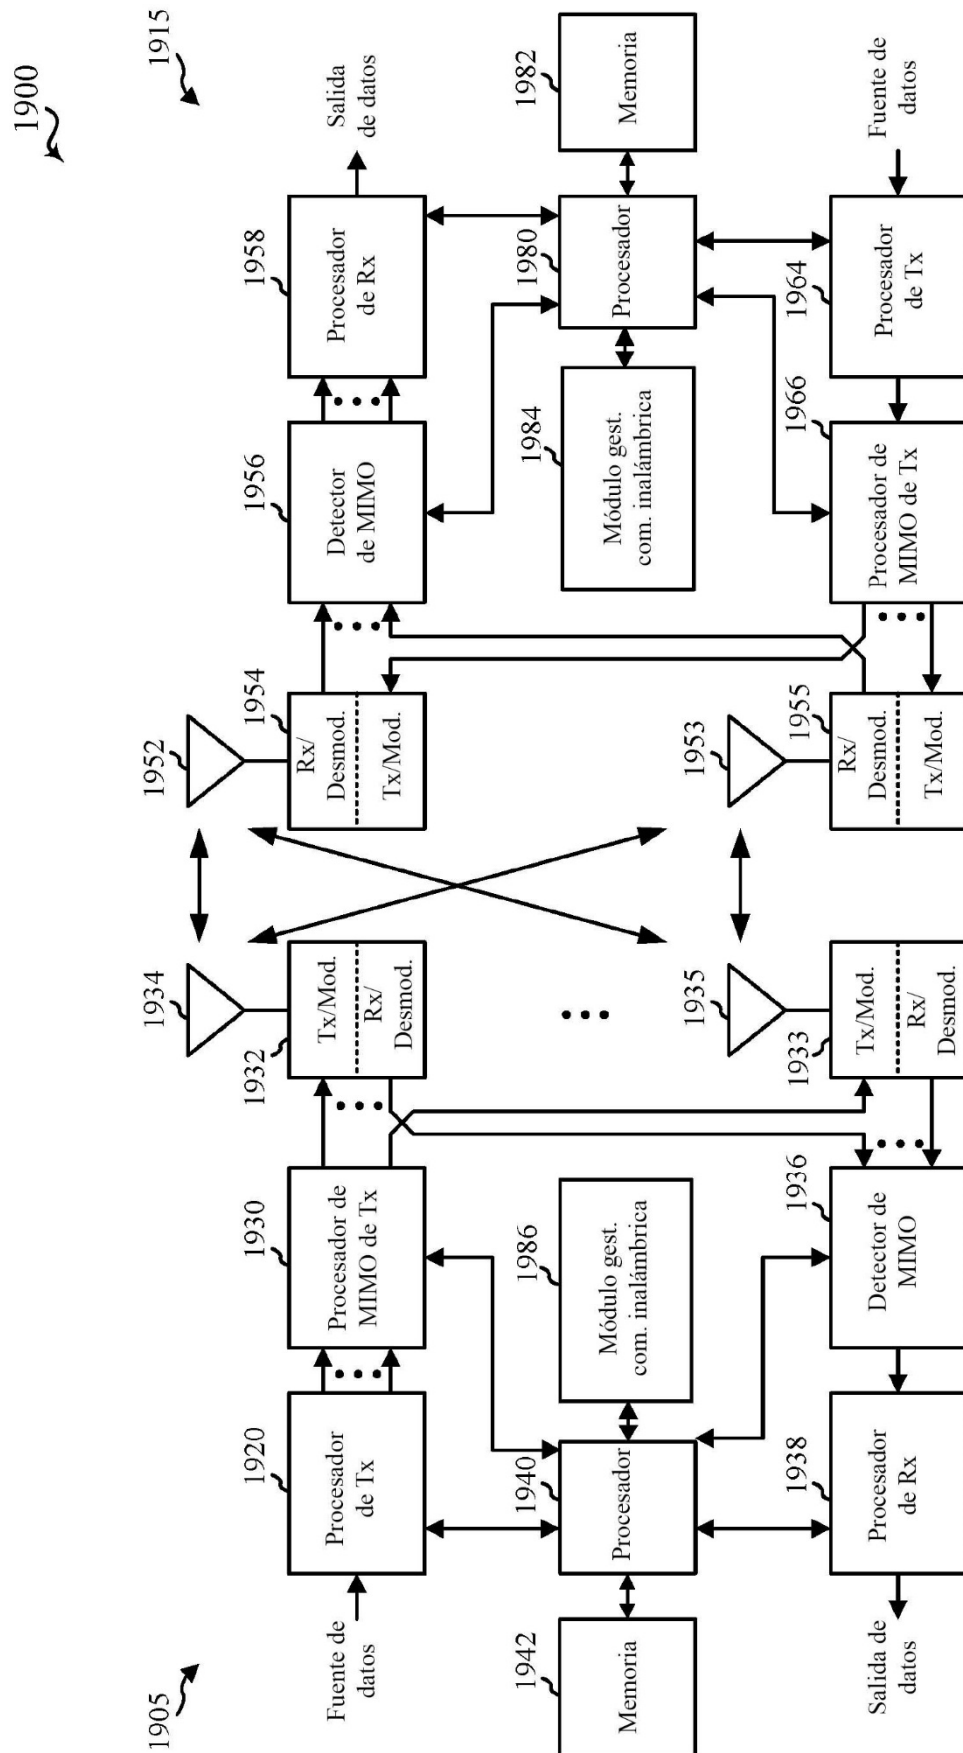 1900
1905
1915
Fuente de
datos
1920
Procesador
de Tx
1930
Procesador de
MIMO de Tx
1932
Tx/Mod.
Rx/
Desmod.
1934
1952
1954
Rx/
Desmod.
Tx/Mod.
1956
Detector
de MIMO
1958
Procesador
de Rx
Salida
de datos
1942
Memoria
1940
Procesador
1986
Módulo gest.
com. inalámbrica
1984
Módulo gest.
com. inalámbrica
1980
Procesador
1982
Memoria
Salida de
datos
1938
Procesador
de Rx
1936
Detector de
MIMO
1933
Tx/Mod.
Rx/
Desmod.
1935
1953
1955
Rx/
Desmod.
Tx/Mod.
1966
Procesador de
MIMO de Tx
1964
Procesador
de Tx
Fuente de
datos